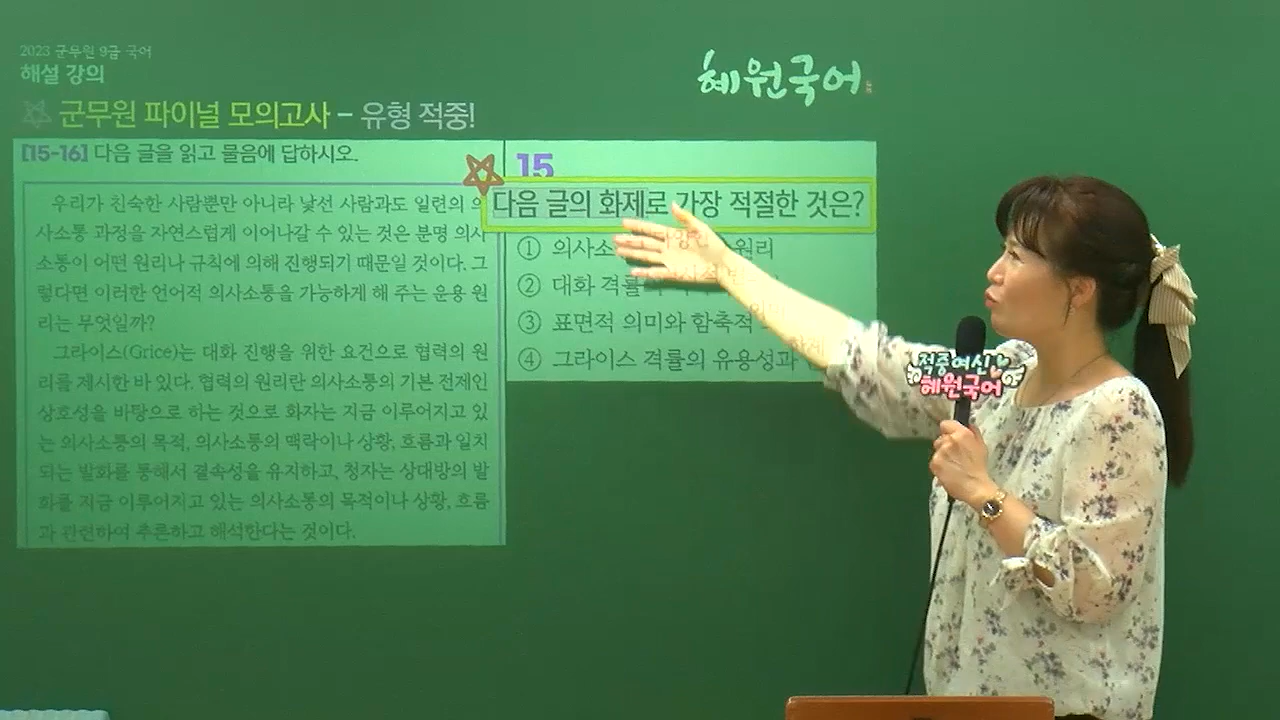 2023 군무원 9급 국어
해설 강의
군무원 파이널 모의고사 - 유형 적중!
혜원국어
[15-16] 다음 글을 읽고 물음에 답하시오.
우리가 친숙한 사람뿐만 아니라 낯선 사람과도 일련의 의
사소통 과정을 자연스럽게 이어나갈 수 있는 것은 분명 의사
소통이 어떤 원리나 규칙에 의해 진행되기 때문일 것이다. 그
렇다면 이러한 언어적 의사소통을 가능하게 해 주는 운용 원
리는 무엇일까?
그라이스(Grice)는 대화 진행을 위한 요건으로 협력의 원
리를 제시한 바 있다. 협력의 원리란 의사소통의 기본 전제인
상호성을 바탕으로 하는 것으로 화자는 지금 이루어지고 있
는 의사소통의 목적, 의사소통의 맥락이나 상황, 흐름과 일치
되는 발화를 통해서 결속성을 유지하고, 청자는 상대방의 발
화를 지금 이루어지고 있는 의사소통의 목적이나 상황, 흐름
과 관련하여 추론하고 해석한다는 것이다.
15
다음 글의 화제로 가장 적절한 것은?
① 의사소 다양한 원리
② 대화 격률의
③ 표면적 의미와 함축적
④ 그라이스 격률의 유용성과
적중여신
혜원국어